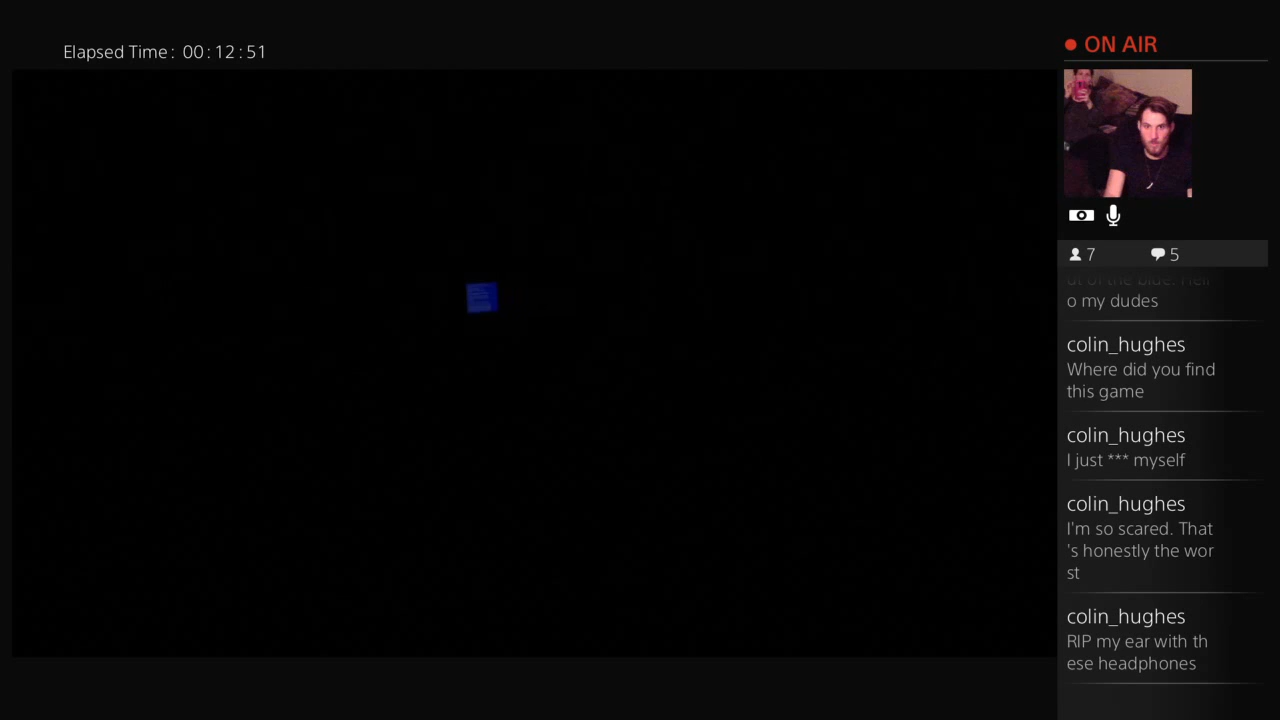 Elapsed Time: 00:12:51
ON AIR
7
5
o my dudes
colin_hughes
Where did you find
this game
colin_hughes
I just *** myself
colin_hughes
I'm so scared. That
's honestly the wor
st
colin_hughes
RIP my ear with th
ese headphones